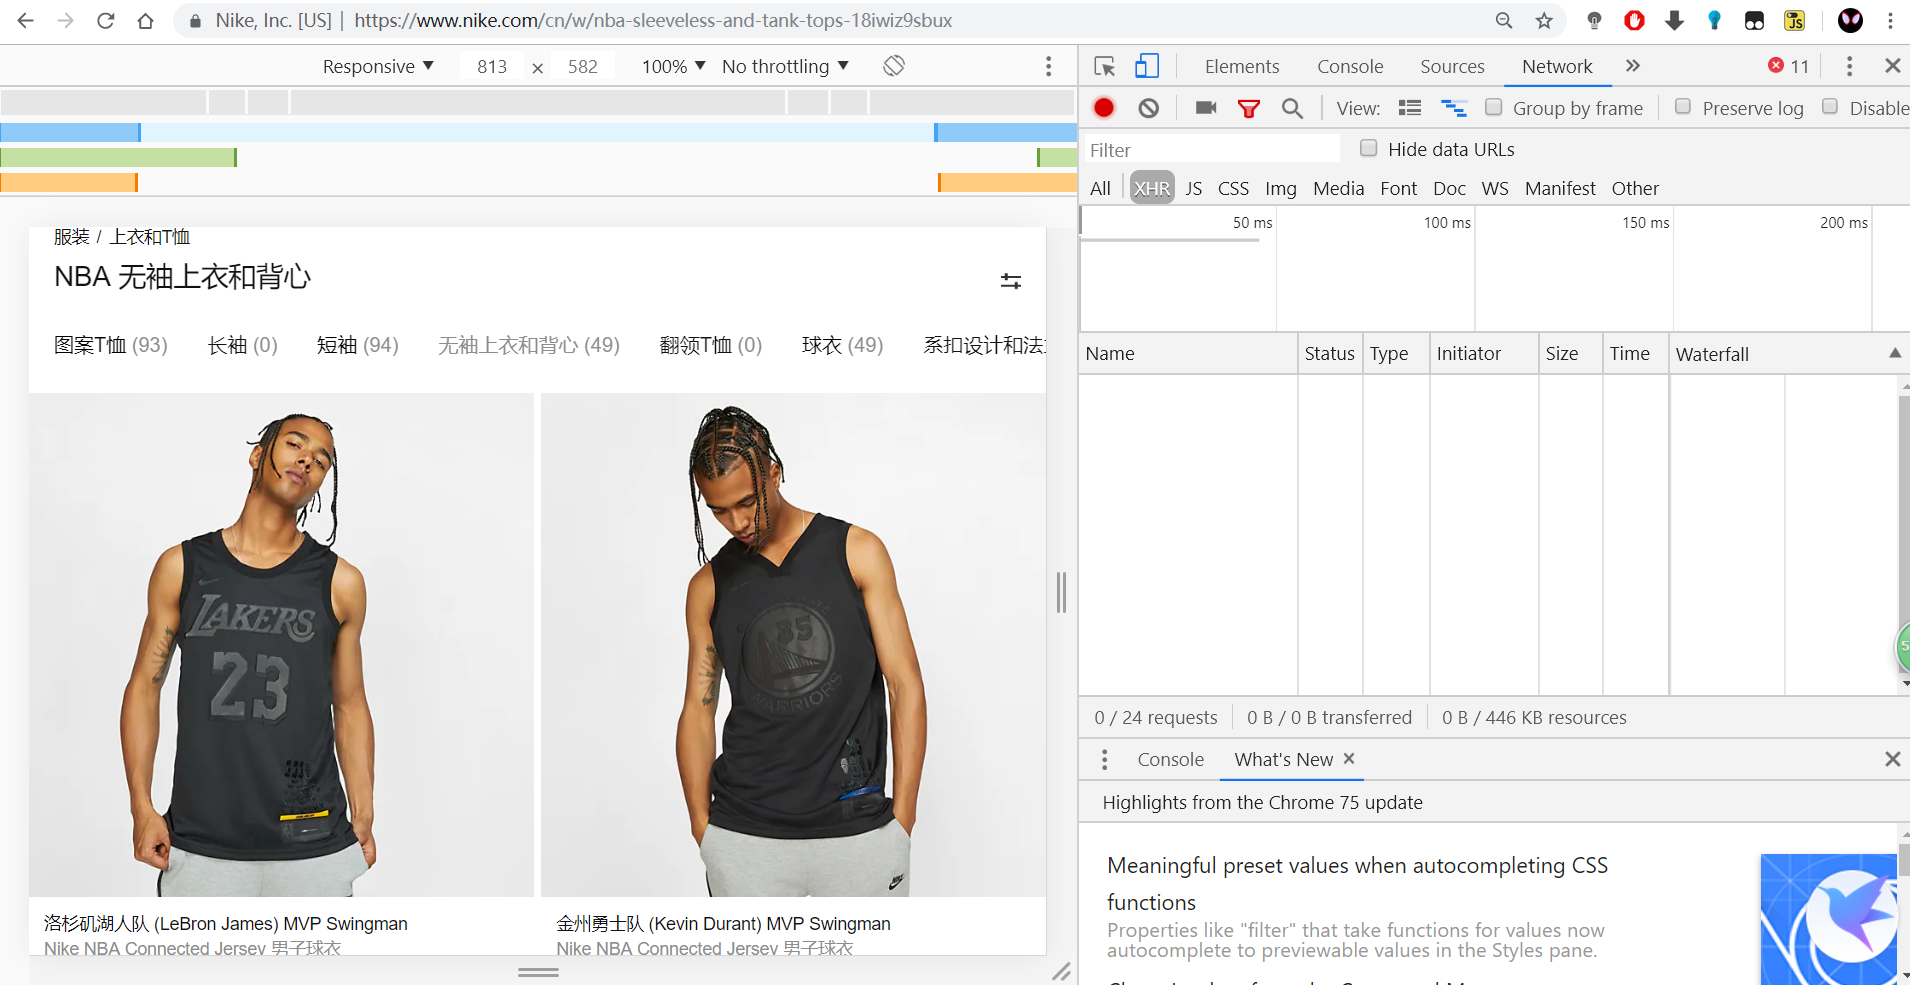 Nike, Inc. [US] | https://www.nike.com/cn/w/nba-sleeveless-and-tank-tops-18iwiz9sbux
JS
Responsive ▼ 813 × 582 100% ▼ No throttling ▼
Elements Console Sources Network » 11
View: Group by frame Preserve log Disable
Filter Hide data URLs
All XHR JS CSS Img Media Font Doc WS Manifest Other
50 ms 100 ms 150 ms 200 ms
Name Status Type Initiator Size Time Waterfall
服装 / 上衣和T恤
NBA 无袖上衣和背心
图案T恤 (93) 长袖 (0) 短袖 (94) 无袖上衣和背心 (49) 翻领T恤 (0) 球衣 (49) 系扣设计和法
LAKERS
23
35
WARRIORS
洛杉矶湖人队 (LeBron James) MVP Swingman
Nike NBA Connected Jersey 男子球衣
金州勇士队 (Kevin Durant) MVP Swingman
Nike NBA Connected Jersey 男子球衣
5
0 / 24 requests 0 B / 0 B transferred 0 B / 446 KB resources
Console What's New ×
Highlights from the Chrome 75 update
Meaningful preset values when autocompleting CSS
functions
Properties like "filter" that take functions for values now
autocomplete to previewable values in the Styles pane.